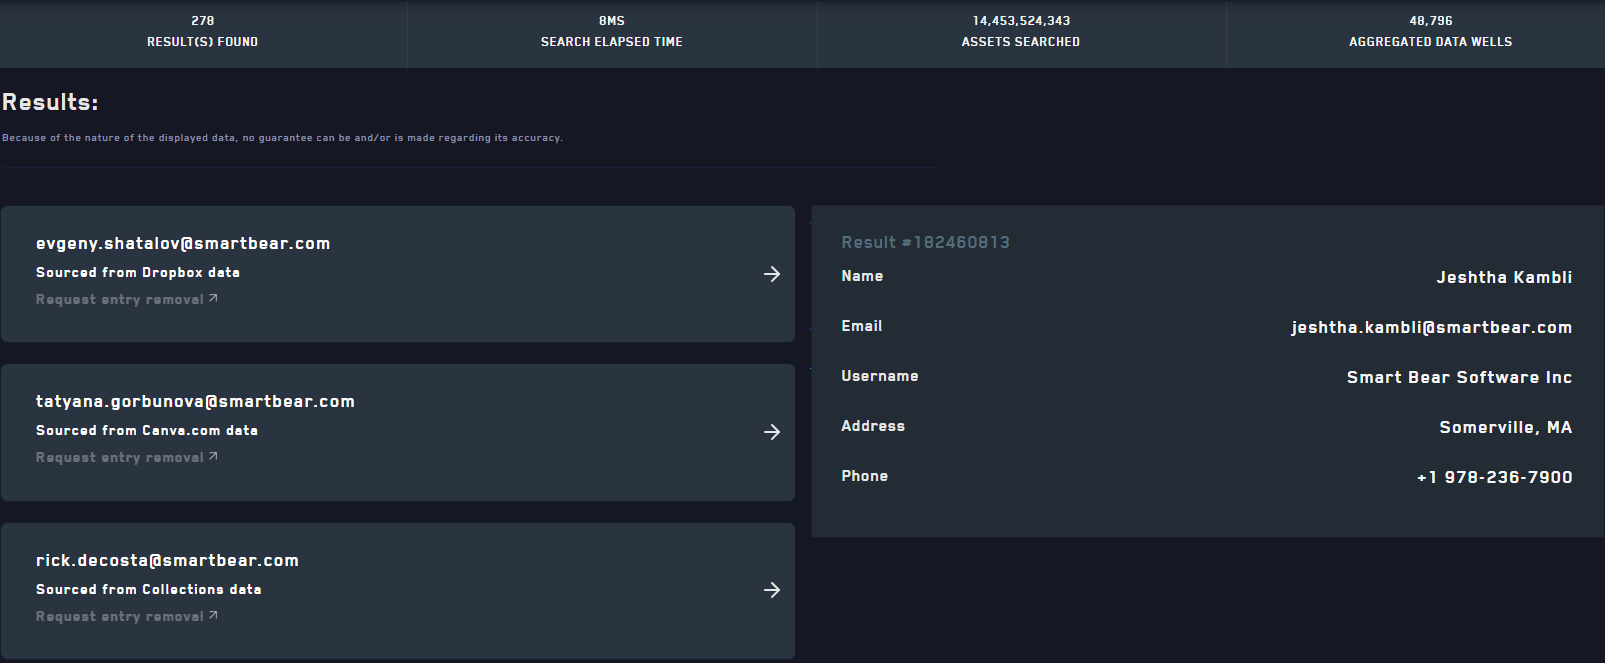 278
RESULT(S) FOUND
8MS
SEARCH ELAPSED TIME
14,453,524,343
ASSETS SEARCHED
40,796
AGGREGATED DATA WELLS
Results:
Because of the nature of the displayed data, no guarantee can be and/or is made regarding its accuracy.
evgeny.shatalov@smartbear.com
Sourced from Dropbox data
Request entry removal
tatyana.gorbunova@smartbear.com
Sourced from Canva.com data
Request entry removal
rick.decosta@smartbear.com
Sourced from Collections data
Request entry removal
Result #182460813
Name Jeshtha Kambli
Email jeshtha.kambli@smartbear.com
Username Smart Bear Software Inc
Address Somerville, MA
Phone +1 978-236-7900